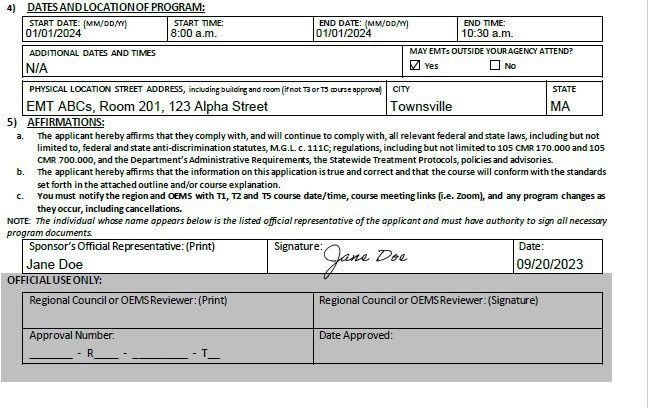 4) DATES AND LOCATION OF PROGRAM:
START DATE: (MM/DD/YY) START TIME: END DATE: (MM/DD/YY) END TIME:
01/01/2024 8:00 a.m. 01/01/2024 10:30 a.m.
ADDITIONAL DATES AND TIMES MAY EMTs OUTSIDE YOUR AGENCY ATTEND?
N/A ☑ Yes ☐ No
PHYSICAL LOCATION STREET ADDRESS, including building and room (if not T3 or T5 course approval) CITY STATE
EMT ABCs, Room 201, 123 Alpha Street Townsville MA
5) AFFIRMATIONS:
a. The applicant hereby affirms that they comply with, and will continue to comply with, all relevant federal and state laws, including but not
limited to, federal and state anti-discrimination statutes, M.G.L. c. 111C; regulations, including but not limited to 105 CMR 170.000 and 105
CMR 700.000, and the Department's Administrative Requirements, the Statewide Treatment Protocols, policies and advisories.
b. The applicant hereby affirms that the information on this application is true and correct and that the course will conform with the standards
set forth in the attached outline and/or course explanation.
c. You must notify the region and OEMS with T1, T2 and T5 course date/time, course meeting links (i.e. Zoom), and any program changes as
they occur, including cancellations.
NOTE: The individual whose name appears below is the listed official representative of the applicant and must have authority to sign all necessary
program documents.
Sponsor's Official Representative: (Print) Signature: Jane Doe Date:
Jane Doe 09/20/2023
OFFICIAL USE ONLY:
Regional Council or OEMS Reviewer: (Print) Regional Council or OEMS Reviewer: (Signature)
Approval Number: Date Approved:
_______ - R____ - _________ - T__